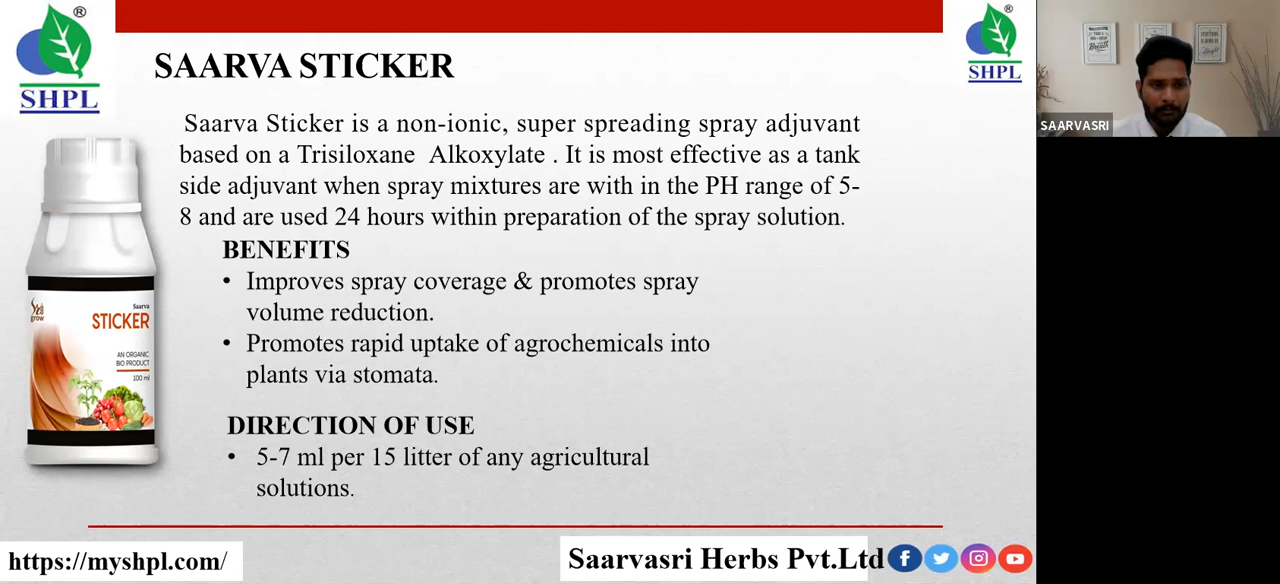 SHPL
SAARVA STICKER
SHPL
Saarva Sticker is a non-ionic, super spreading spray adjuvant
based on a Trisiloxane Alkoxylate . It is most effective as a tank
side adjuvant when spray mixtures are with in the PH range of 5-
8 and are used 24 hours within preparation of the spray solution.
BENEFITS
• Improves spray coverage & promotes spray
volume reduction.
• Promotes rapid uptake of agrochemicals into
plants via stomata.
DIRECTION OF USE
• 5-7 ml per 15 litter of any agricultural
solutions.
grow
Saarva
STICKER
AN ORGANIC
BIO PRODUCT
100 ml
https://myshpl.com/
Saarvasri Herbs Pvt.Ltd
SAARVASRI